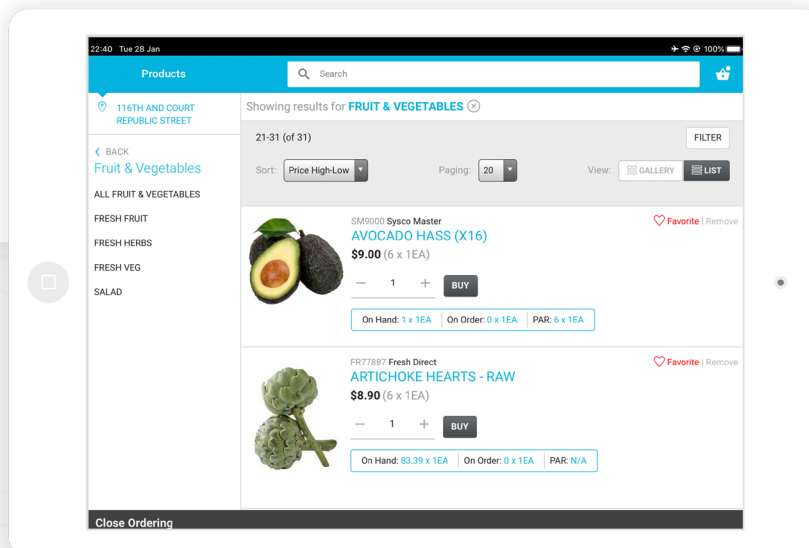 22:40 Tue 28 Jan
100%
Products
Search
116TH AND COURT
REPUBLIC STREET
BACK
Fruit & Vegetables
ALL FRUIT & VEGETABLES
FRESH FRUIT
FRESH HERBS
FRESH VEG
SALAD
Showing results for FRUIT & VEGETABLES
21-31 (of 31)
FILTER
Sort: Price High-Low
Paging: 20
View: GALLERY LIST
SM9000 Sysco Master
Favorite | Remove
AVOCADO HASS (X16)
$9.00 (6 x 1EA)
1
BUY
On Hand: 1 x 1EA On Order: 0 x 1EA PAR: 6 x 1EA
FR77887 Fresh Direct
Favorite | Remove
ARTICHOKE HEARTS - RAW
$8.90 (6 x 1EA)
1
BUY
On Hand: 83.39 x 1EA On Order: 0 x 1EA PAR: N/A
Close Ordering